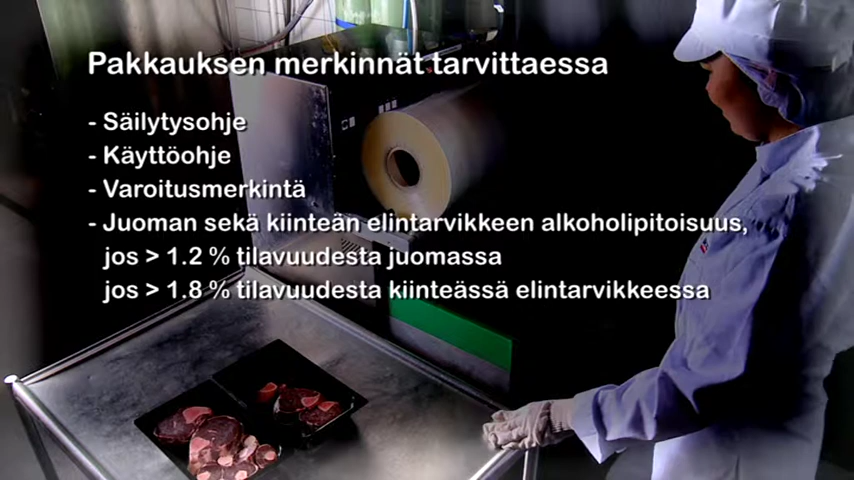 Pakkauksen merkinnät tarvittaessa
- Säilytysohje
- Käyttöohje
- Varoitusmerkintä
- Juoman sekä kiinteän elintarvikkeen alkoholipitoisuus,
jos > 1.2 % tilavuudesta juomassa
jos > 1.8 % tilavuudesta kiinteässä elintarvikkeessa